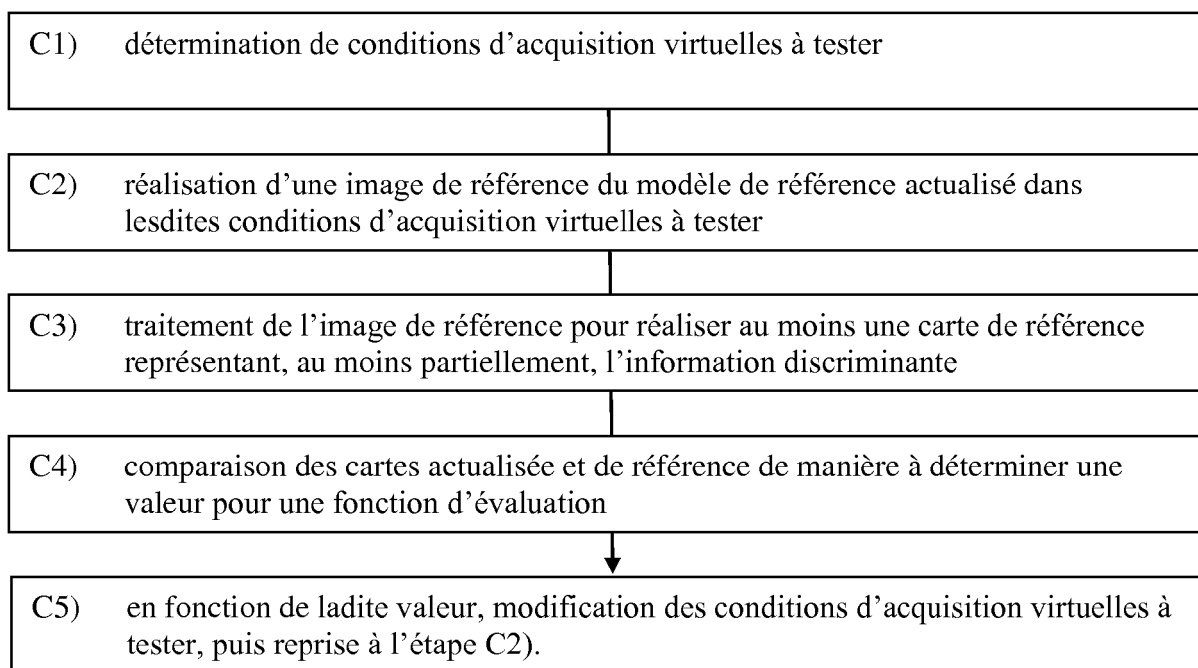 C1) détermination de conditions d’acquisition virtuelles à tester
C2) réalisation d’une image de référence du modèle de référence actualisé dans
lesdites conditions d’acquisition virtuelles à tester
C3) traitement de l’image de référence pour réaliser au moins une carte de référence
représentant, au moins partiellement, l’information discriminante
C4) comparaison des cartes actualisée et de référence de manière à déterminer une
valeur pour une fonction d’évaluation
C5) en fonction de ladite valeur, modification des conditions d’acquisition virtuelles à
tester, puis reprise à l’étape C2).